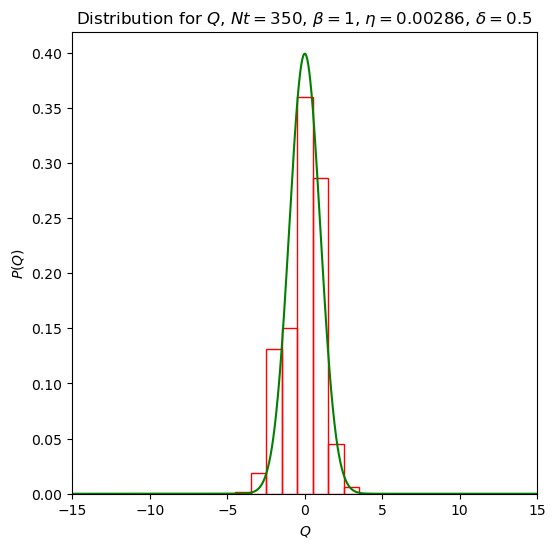 Distribution for Q, Nt = 350, β = 1, η = 0.00286, δ = 0.5
0.40
0.35
0.30
0.25
0.20
0.15
0.10
0.05
0.00
P(Q)
−15 −10 −5 0 5 10 15
Q